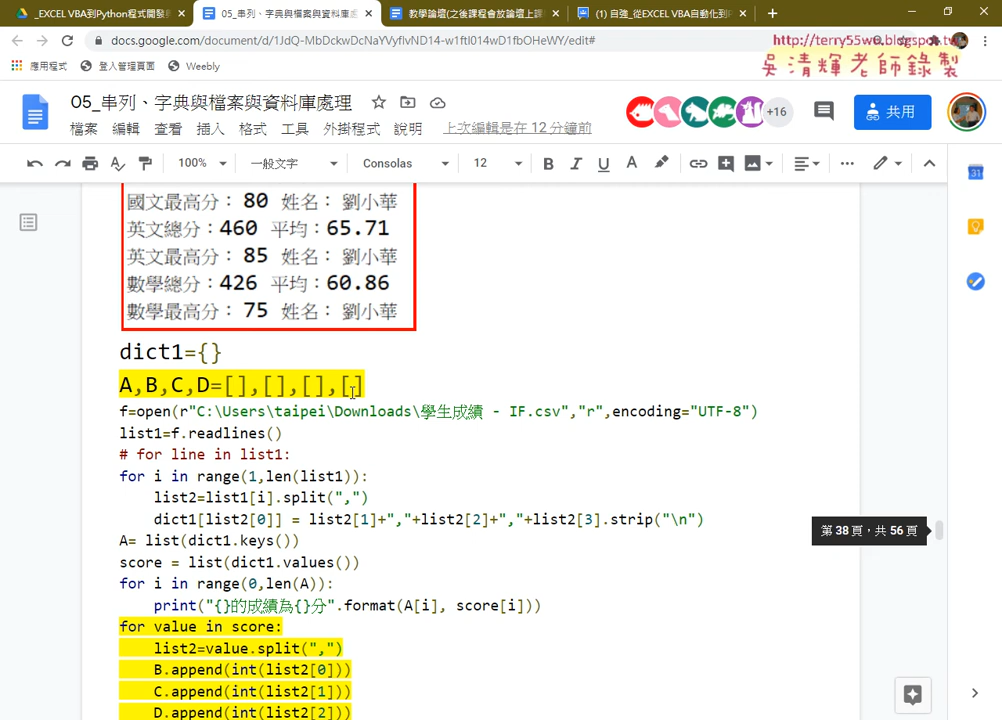 _EXCEL VBA到Python程式開發
05_串列、字典與檔案與資料庫處
教學論壇(之後課程會放論壇上課
(1) 自強_從EXCEL VBA自動化到P
docs.google.com/document/d/1JdQ-MbDckwDcNaYVyfIvND14-w1ftl014wD1fbOHeWY/edit#
http://terry55wu.blogspot.tw
應用程式 登入管理頁面 Weebly
吳清輝老師錄製
05_串列、字典與檔案與資料庫處理
檔案 編輯 查看 插入 格式 工具 外掛程式 說明 上次編輯是在 12 分鐘前
+16
共用
100% 一般文字 Consolas 12 B I U A
31
國文最高分： 80 姓名： 劉小華
英文總分：460 平均：65.71
英文最高分： 85 姓名： 劉小華
數學總分：426 平均：60.86
數學最高分： 75 姓名： 劉小華
dict1={}
A,B,C,D=[],[],[],[]
f=open(r"C:\Users\taipei\Downloads\學生成績 - IF.csv","r",encoding="UTF-8")
list1=f.readlines()
# for line in list1:
for i in range(1,len(list1)):
list2=list1[i].split(",")
dict1[list2[0]] = list2[1]+","+list2[2]+","+list2[3].strip("\n")
第 38 頁，共 56 頁
A= list(dict1.keys())
score = list(dict1.values())
for i in range(0,len(A)):
print("{}的成績為{}分".format(A[i], score[i]))
for value in score:
list2=value.split(",")
B.append(int(list2[0]))
C.append(int(list2[1]))
D.append(int(list2[2]))